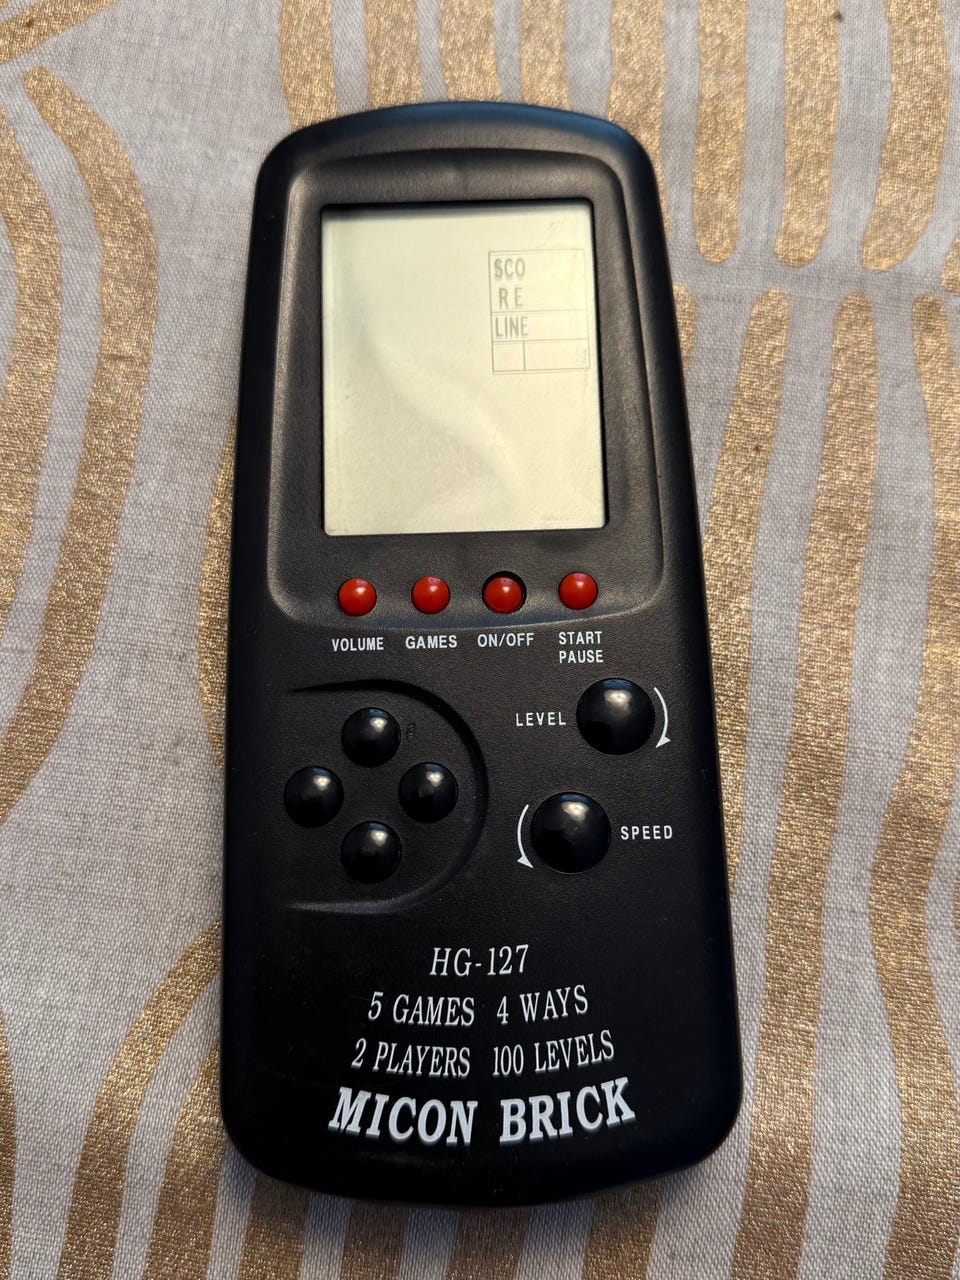 SCO
RE
LINE
VOLUME GAMES ON/OFF START
PAUSE
LEVEL
SPEED
HG-127
5 GAMES 4 WAYS
2 PLAYERS 100 LEVELS
MICON BRICK